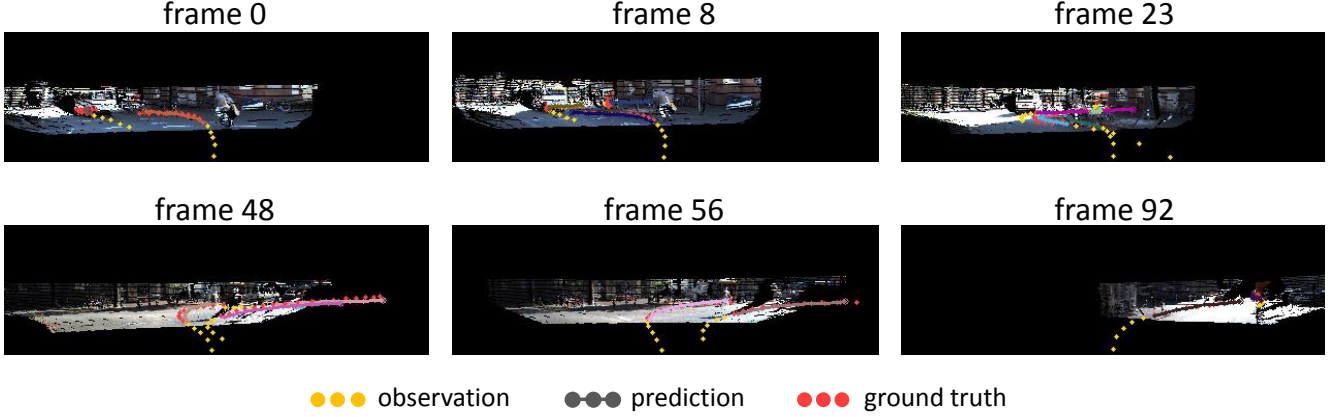 frame 0
frame 8
frame 23
frame 48
frame 56
frame 92
observation
prediction
ground truth